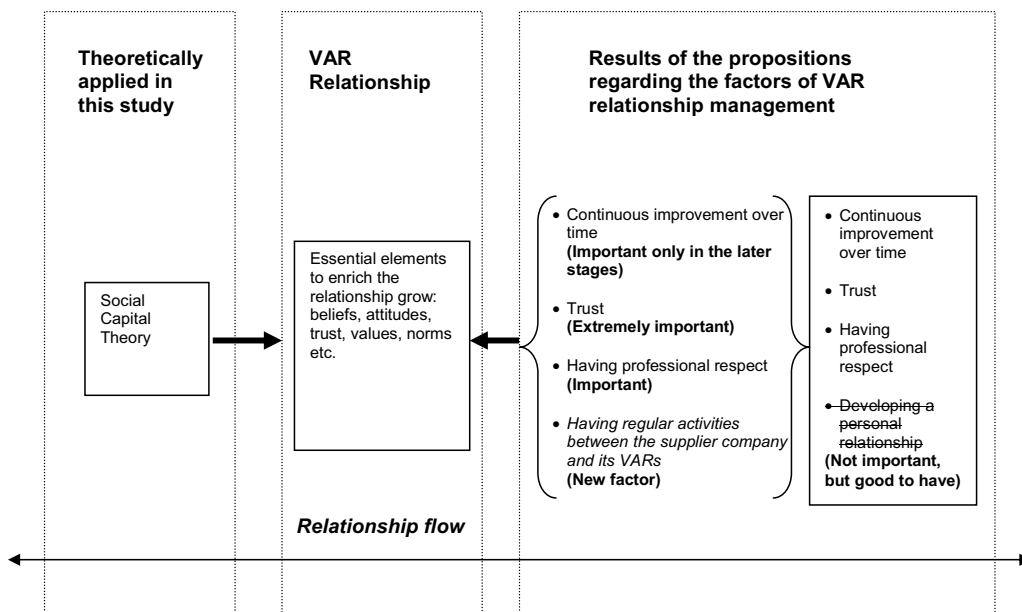 Theoretically
applied in
this study
VAR
Relationship
Results of the propositions
regarding the factors of VAR
relationship management
Social
Capital
Theory
Essential elements
to enrich the
relationship grow:
beliefs, attitudes,
trust, values, norms
etc.
• Continuous improvement over
time
(Important only in the later
stages)
• Trust
(Extremely important)
• Having professional respect
(Important)
• Having regular activities
between the supplier company
and its VARs
(New factor)
• Continuous
improvement
over time
• Trust
• Having
professional
respect
• Developing a
personal
relationship
(Not important,
but good to have)
Relationship flow